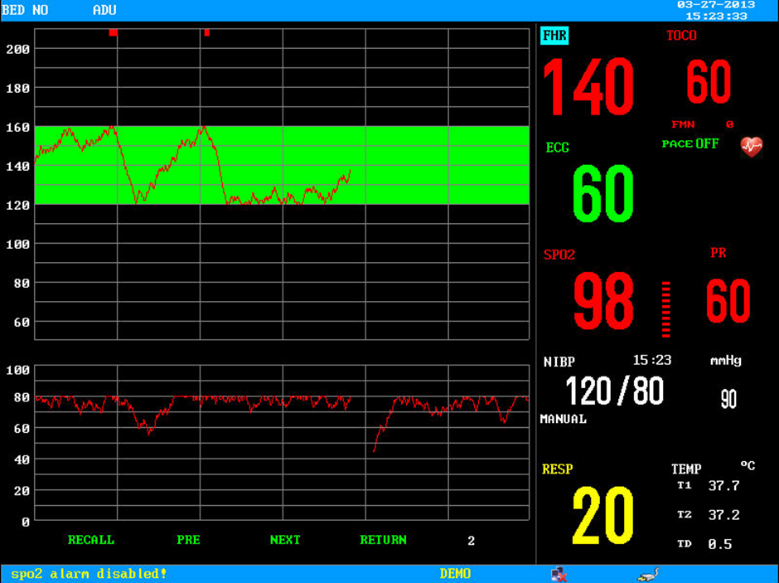 BED NO ADU 03-27-2013
15:23:33
FHR TOCO
140 60
FMN 0
ECG PACE OFF
60
SPO2 PR
98 60
NIBP 15:23 mmHg
120/80 90
MANUAL
RESP TEMP °C
20 T1 37.7
T2 37.2
TD 0.5
200
180
160
140
120
100
80
60
100
80
60
40
20
0
RECALL PRE NEXT RETURN 2
spo2 alarm disabled! DEMO